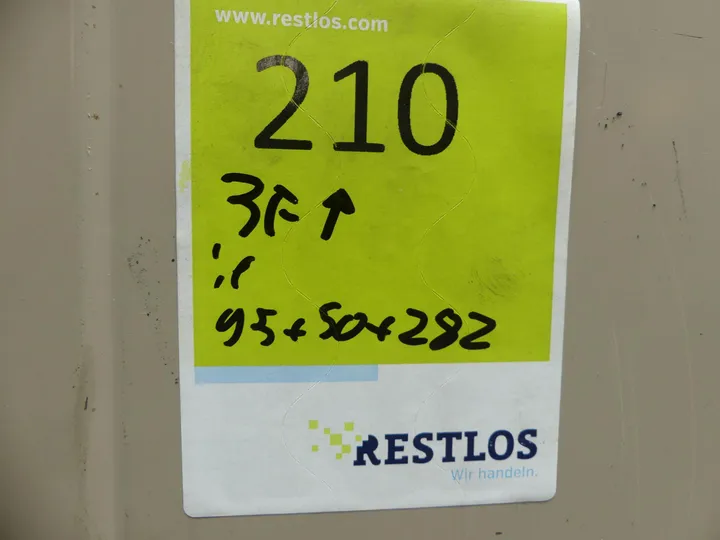 www.restlos.com
210
3F ↑
95+50+282
RESTLOS
Wir handeln.